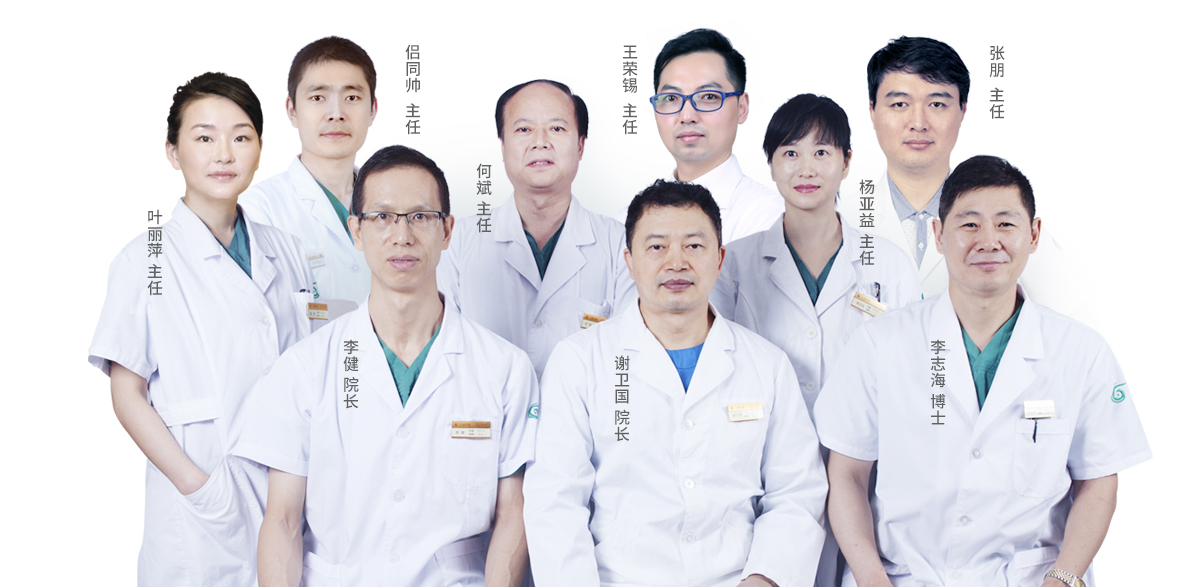 叶丽萍 主任
侣同帅 主任
李健 院长
何斌 主任
王荣锡 主任
谢卫国 院长
杨亚益 主任
李志海 博士
张朋 主任